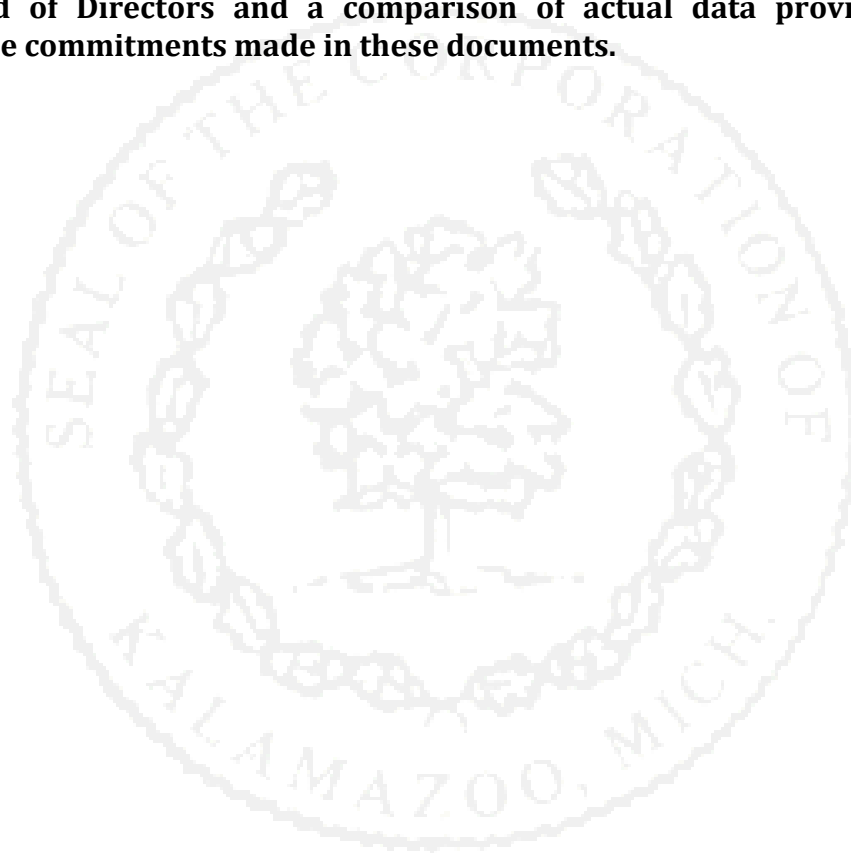 d of Directors and a comparison of actual data provi
e commitments made in these documents.
SEAL OF THE CORPORATION OF
KALAMAZOO, MICH.